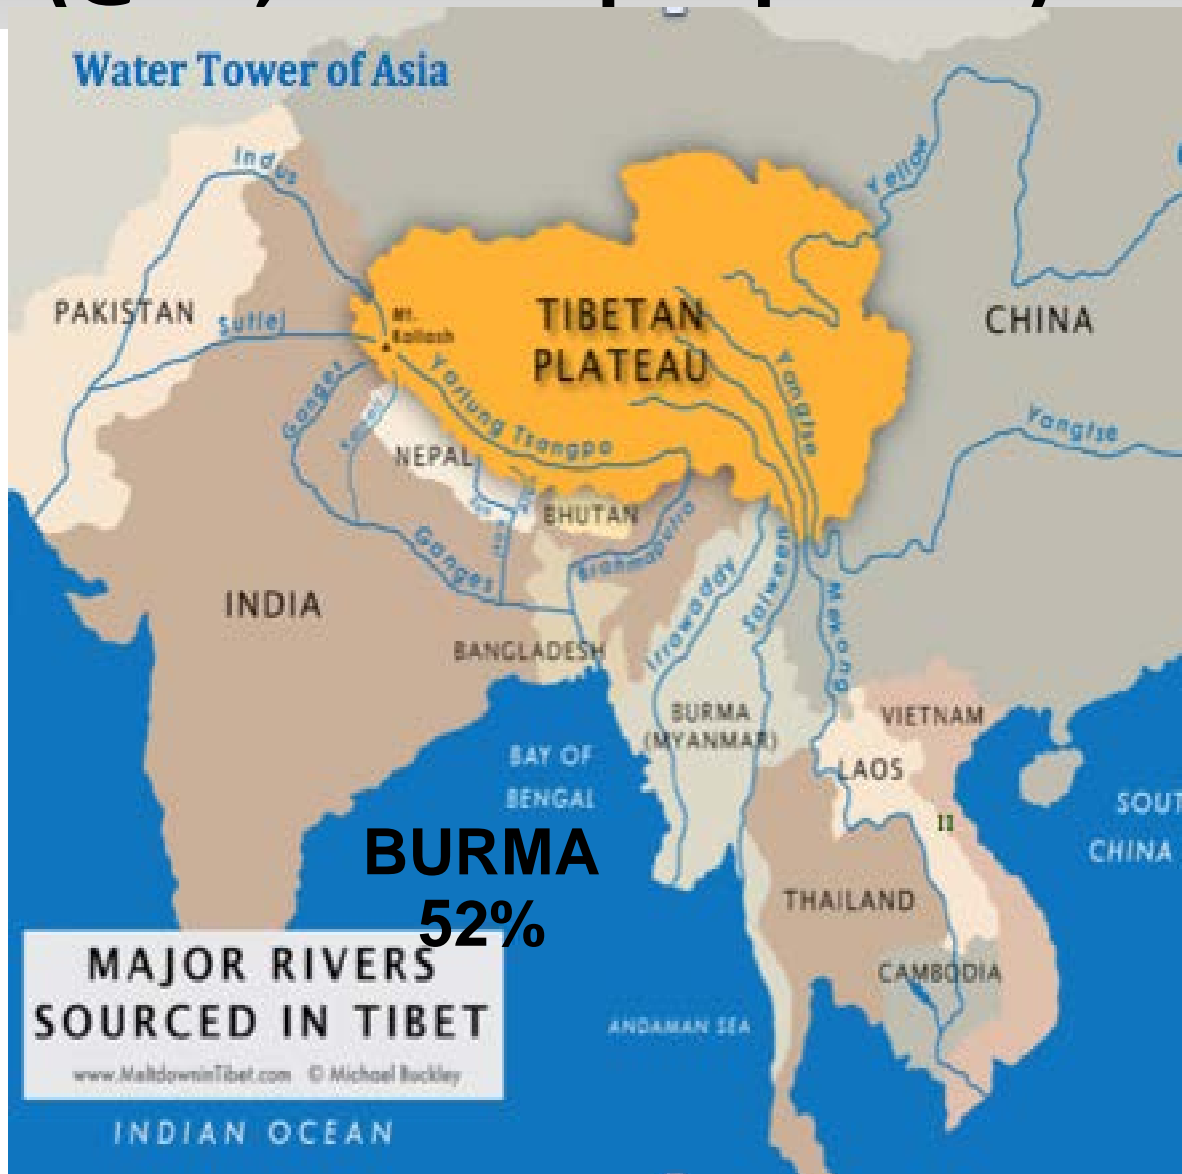 Water Tower of Asia
Indus
Yellow
PAKISTAN
Sutlej
Mt.
Kailash
TIBETAN
PLATEAU
CHINA
Ganges
Yarlung Tsangpo
Yangtse
Yangtse
NEPAL
BHUTAN
Brahmaputra
Ganges
INDIA
Irrawaddy
Salween
Mekong
BANGLADESH
BURMA
(MYANMAR)
VIETNAM
LAOS
BAY OF
BENGAL
SOUT
CHINA
11
BURMA
52%
THAILAND
CAMBODIA
MAJOR RIVERS
SOURCED IN TIBET
www.MeltdowninTibet.com © Michael Buckley
ANDAMAN SEA
INDIAN OCEAN